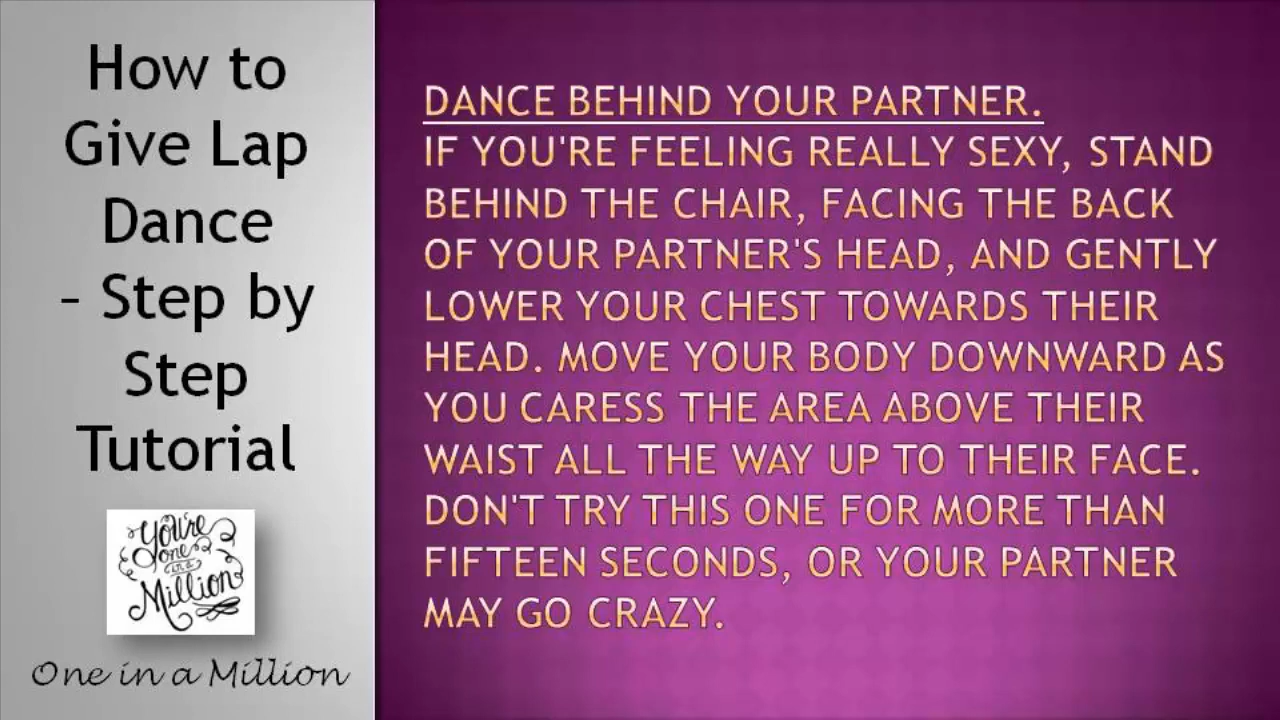 How to
Give Lap
Dance
- Step by
Step
Tutorial
You're
one
in a
Million
One in a Million
DANCE BEHIND YOUR PARTNER.
IF YOU'RE FEELING REALLY SEXY, STAND
BEHIND THE CHAIR, FACING THE BACK
OF YOUR PARTNER'S HEAD, AND GENTLY
LOWER YOUR CHEST TOWARDS THEIR
HEAD. MOVE YOUR BODY DOWNWARD AS
YOU CARESS THE AREA ABOVE THEIR
WAIST ALL THE WAY UP TO THEIR FACE.
DON'T TRY THIS ONE FOR MORE THAN
FIFTEEN SECONDS, OR YOUR PARTNER
MAY GO CRAZY.